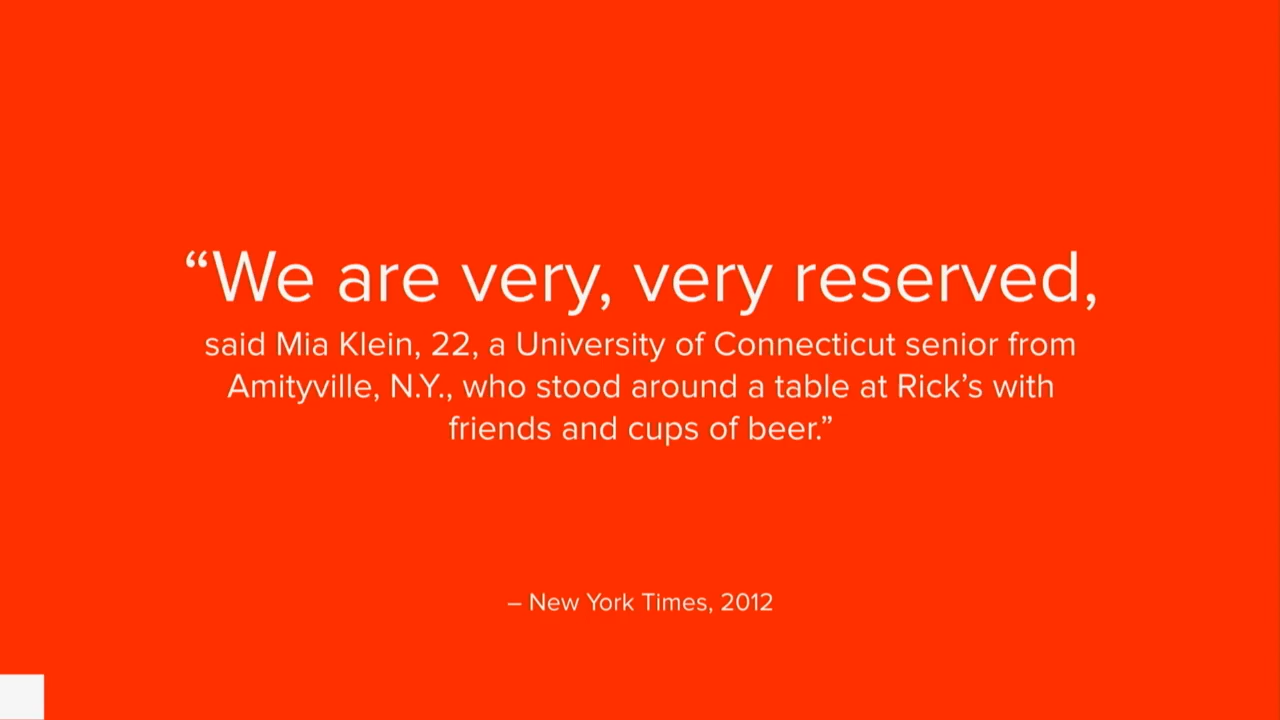 “We are very, very reserved,
said Mia Klein, 22, a University of Connecticut senior from
Amityville, N.Y., who stood around a table at Rick’s with
friends and cups of beer.”
– New York Times, 2012